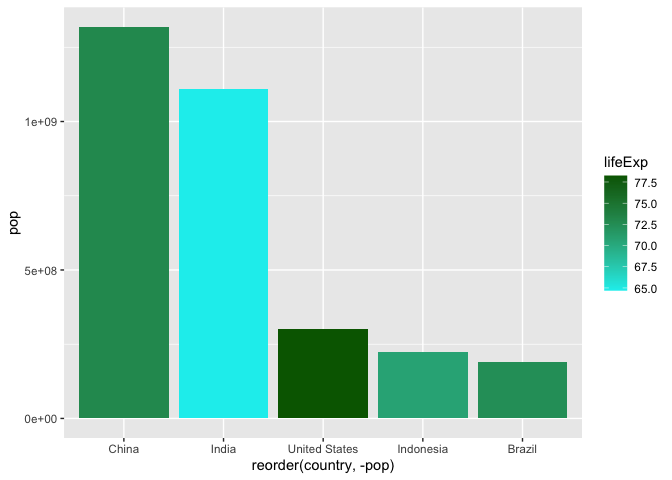 pop
1e+09
5e+08
0e+00
China
India
United States
Indonesia
Brazil
reorder(country, -pop)
lifeExp
77.5
75.0
72.5
70.0
67.5
65.0